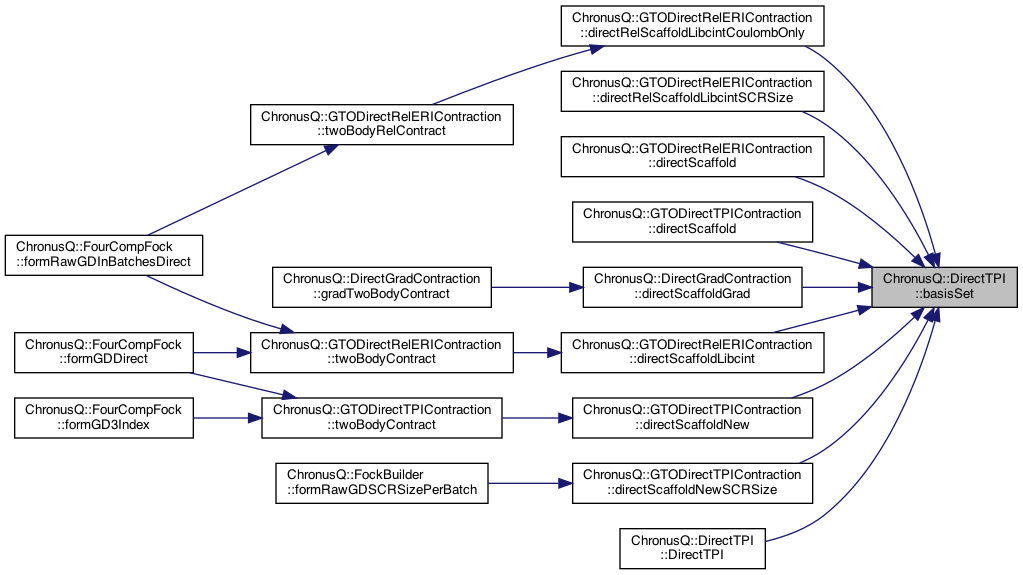 ChronusQ::GTODirectRelERIContraction
::directRelScaffoldLibcintCoulombOnly
ChronusQ::GTODirectRelERIContraction
::directRelScaffoldLibcintSCRSize
ChronusQ::GTODirectRelERIContraction
::twoBodyRelContract
ChronusQ::GTODirectRelERIContraction
::directScaffold
ChronusQ::GTODirectTPIContraction
::directScaffold
ChronusQ::FourCompFock
::formRawGDInBatchesDirect
ChronusQ::DirectGradContraction
::gradTwoBodyContract
ChronusQ::DirectGradContraction
::directScaffoldGrad
ChronusQ::DirectTPI
::basisSet
ChronusQ::FourCompFock
::formGDDirect
ChronusQ::GTODirectRelERIContraction
::twoBodyContract
ChronusQ::GTODirectRelERIContraction
::directScaffoldLibcint
ChronusQ::FourCompFock
::formGD3Index
ChronusQ::GTODirectTPIContraction
::twoBodyContract
ChronusQ::GTODirectTPIContraction
::directScaffoldNew
ChronusQ::FockBuilder
::formRawGDSCRSizePerBatch
ChronusQ::GTODirectTPIContraction
::directScaffoldNewSCRSize
ChronusQ::DirectTPI
::DirectTPI